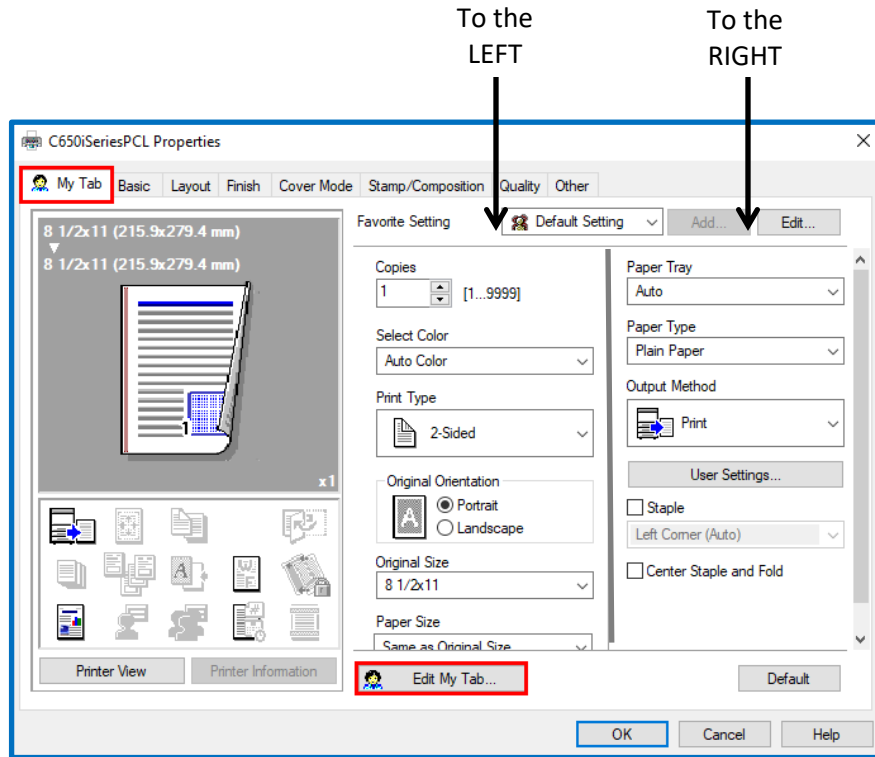 To the
LEFT
To the
RIGHT
C650iSeriesPCL Properties
My Tab Basic Layout Finish Cover Mode Stamp/Composition Quality Other
8 1/2x11 (215.9x279.4 mm)
8 1/2x11 (215.9x279.4 mm)
1
x1
Printer View Printer Information
Favorite Setting Default Setting Add... Edit...
Copies
1 [1...9999]
Select Color
Auto Color
Print Type
2-Sided
Original Orientation
Portrait
Landscape
Original Size
8 1/2x11
Paper Size
Same as Original Size
Paper Tray
Auto
Paper Type
Plain Paper
Output Method
Print
User Settings...
Staple
Left Corner (Auto)
Center Staple and Fold
Edit My Tab... Default
OK Cancel Help